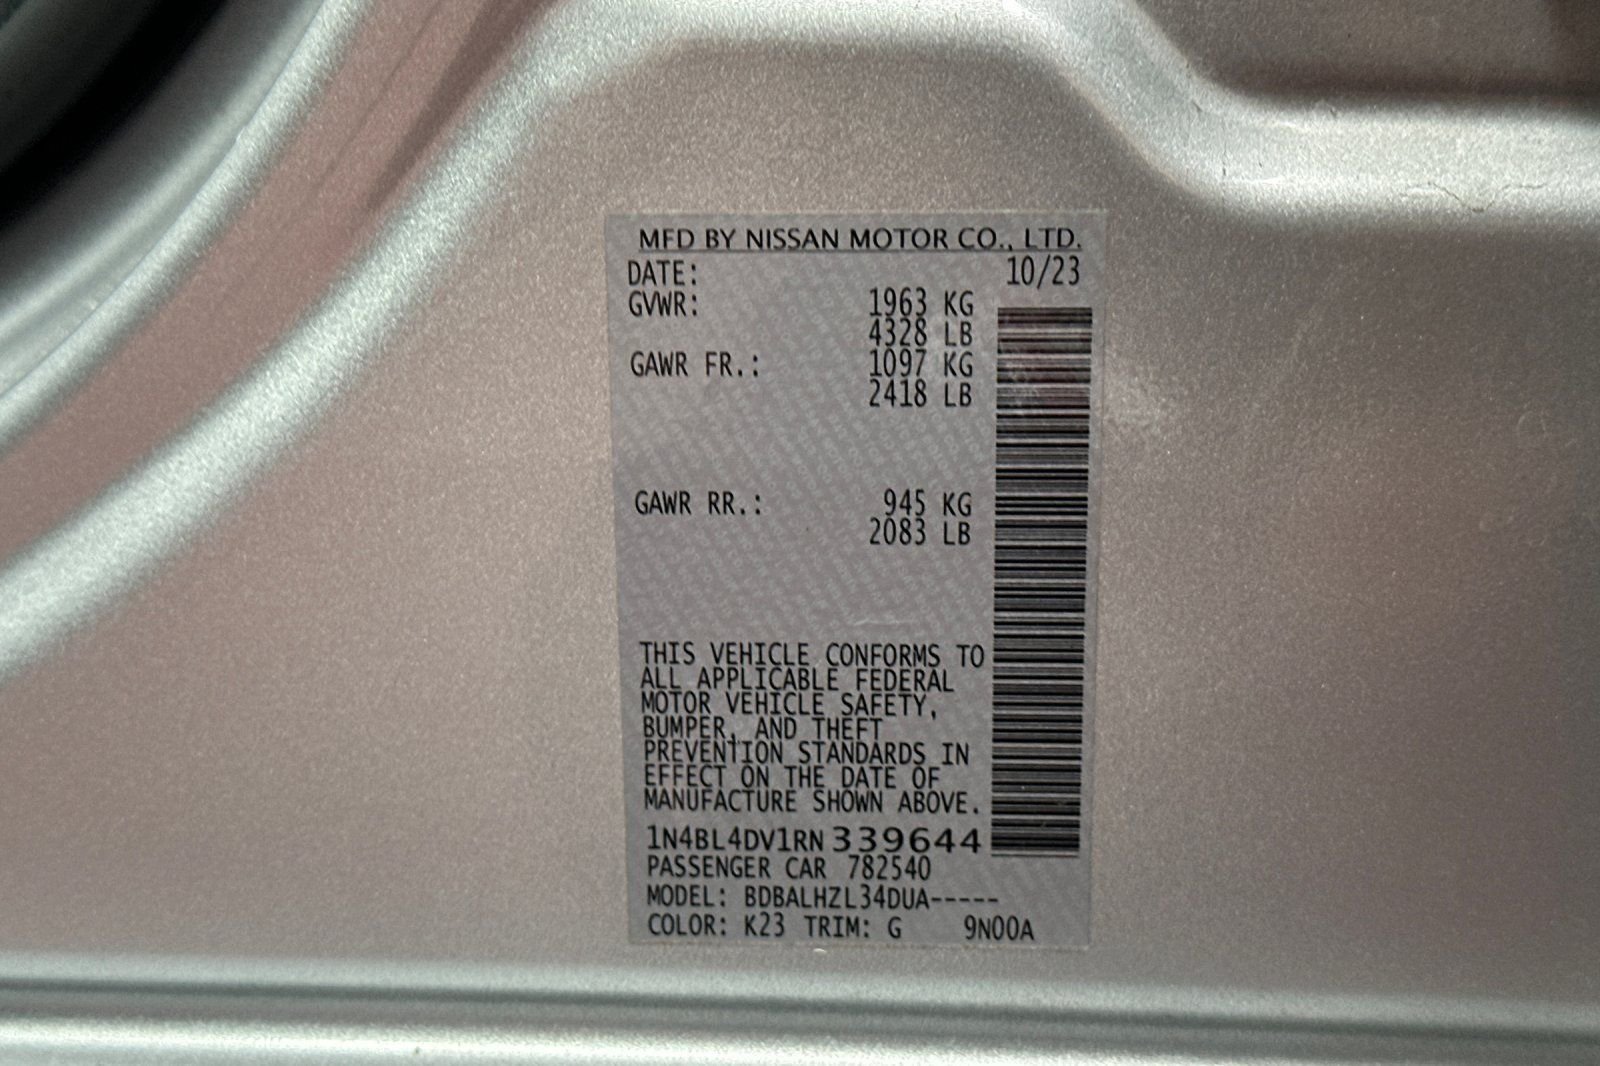 MFD BY NISSAN MOTOR CO., LTD.
DATE: 10/23
GVWR: 1963 KG
4328 LB
GAWR FR.: 1097 KG
2418 LB
GAWR RR.: 945 KG
2083 LB
THIS VEHICLE CONFORMS TO
ALL APPLICABLE FEDERAL
MOTOR VEHICLE SAFETY,
BUMPER, AND THEFT
PREVENTION STANDARDS IN
EFFECT ON THE DATE OF
MANUFACTURE SHOWN ABOVE.
1N4BL4DV1RN339644
PASSENGER CAR 782540
MODEL: BDBALHZL34DUA-----
COLOR: K23 TRIM: G 9N00A